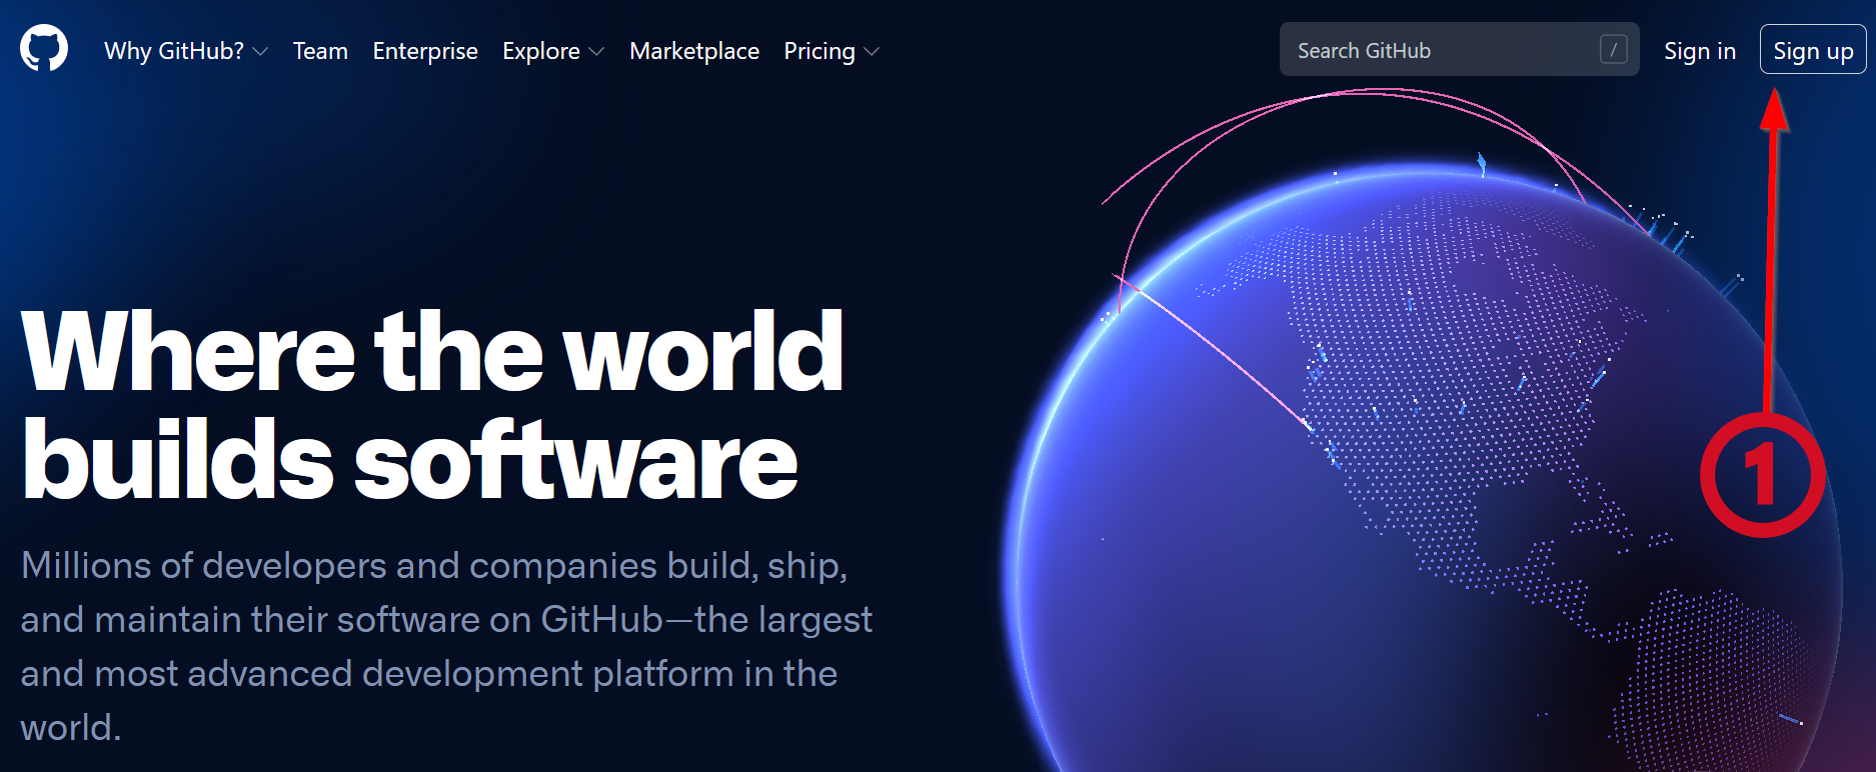 Why GitHub? Team Enterprise Explore Marketplace Pricing Search GitHub / Sign in Sign up
Where the world
builds software
1
Millions of developers and companies build, ship,
and maintain their software on GitHub—the largest
and most advanced development platform in the
world.